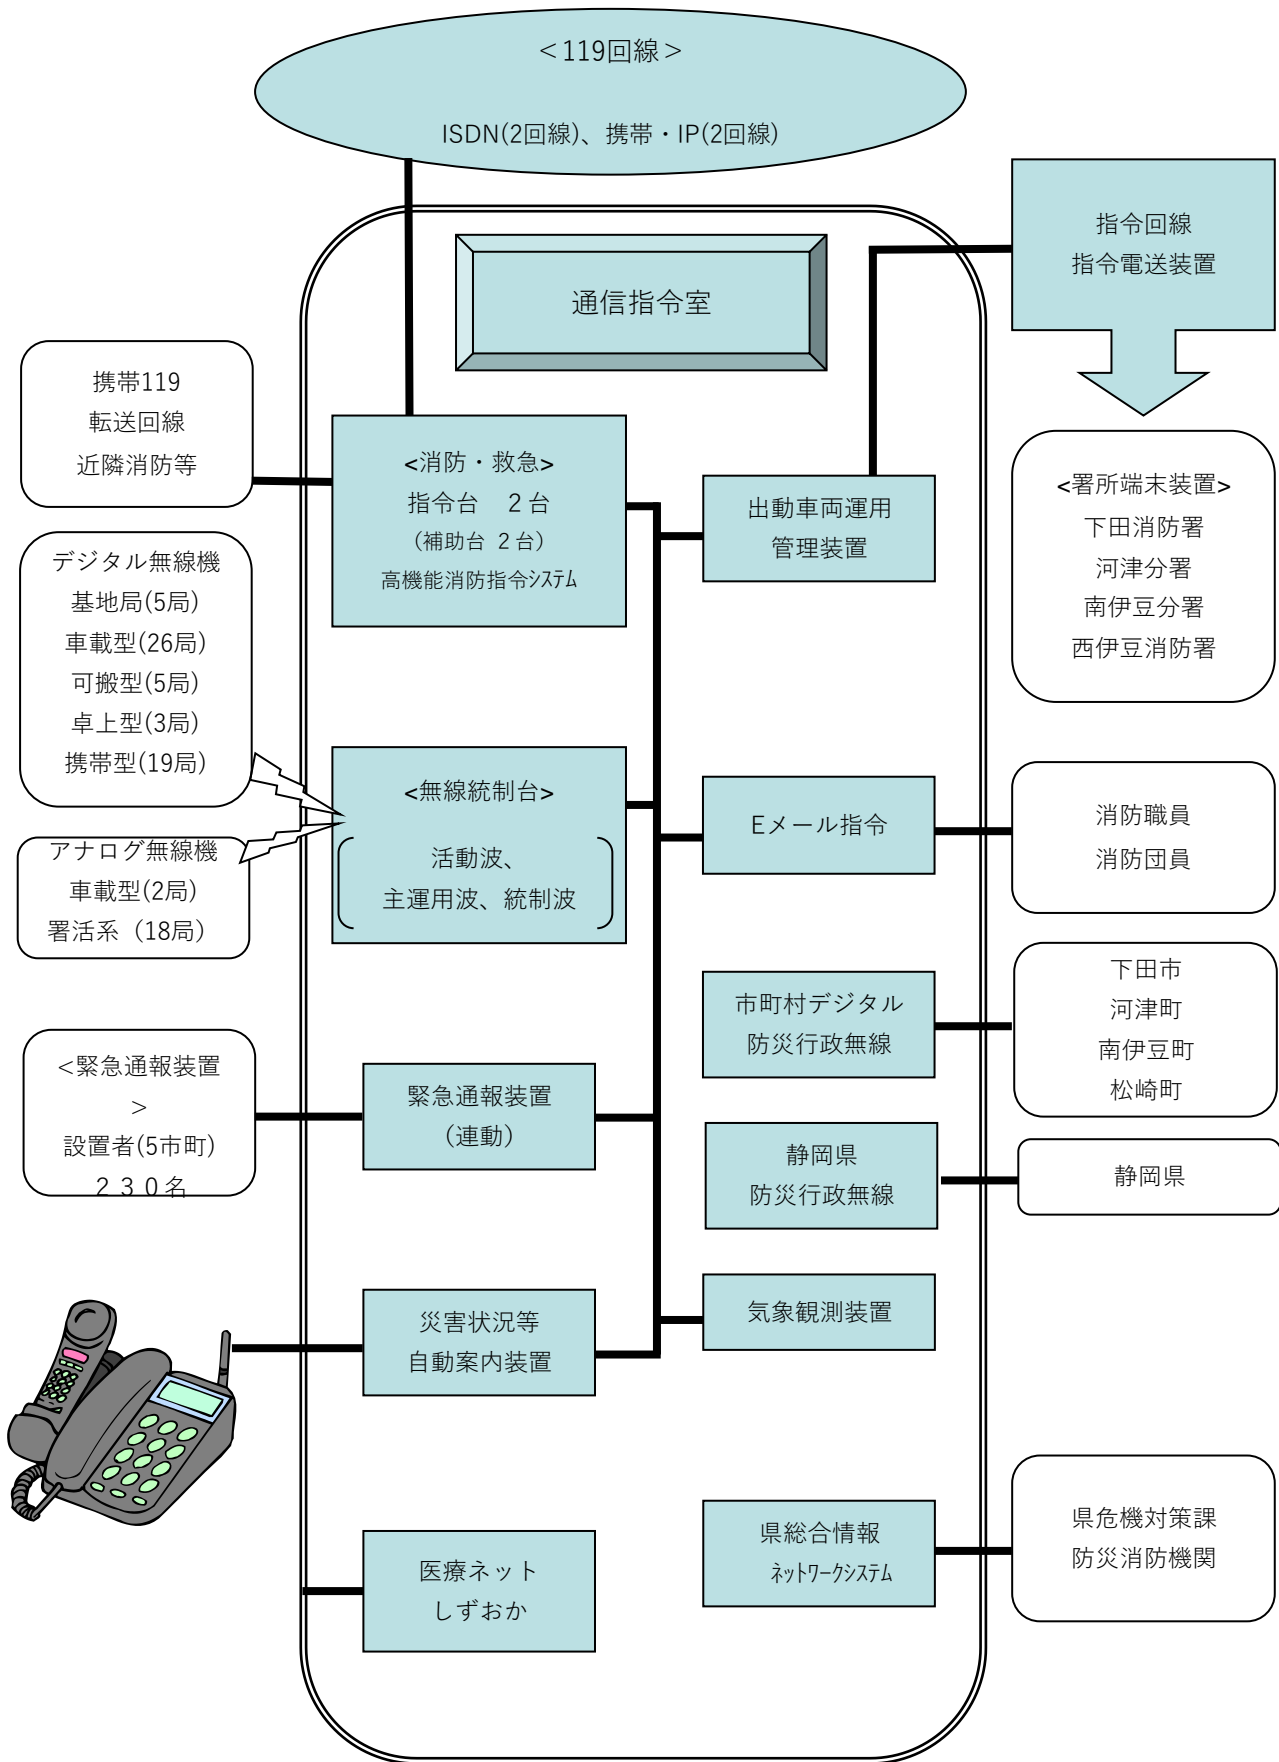 ＜119回線＞
ISDN(2回線)、携帯・IP(2回線)
指令回線
指令電送装置
通信指令室
携帯119
転送回線
近隣消防等
<消防・救急>
指令台　２台
（補助台 ２台）
高機能消防指令ｼｽﾃﾑ
出動車両運用
管理装置
<署所端末装置>
下田消防署
河津分署
南伊豆分署
西伊豆消防署
デジタル無線機
基地局(5局)
車載型(26局)
可搬型(5局)
卓上型(3局)
携帯型(19局)
<無線統制台>
活動波、
主運用波、統制波
Eメール指令
消防職員
消防団員
アナログ無線機
車載型(2局)
署活系（18局）
市町村デジタル
防災行政無線
下田市
河津町
南伊豆町
松崎町
<緊急通報装置
>
設置者(5市町)
２３０名
緊急通報装置
（連動）
静岡県
防災行政無線
静岡県
災害状況等
自動案内装置
気象観測装置
医療ネット
しずおか
県総合情報
ﾈｯﾄﾜｰｸｼｽﾃﾑ
県危機対策課
防災消防機関